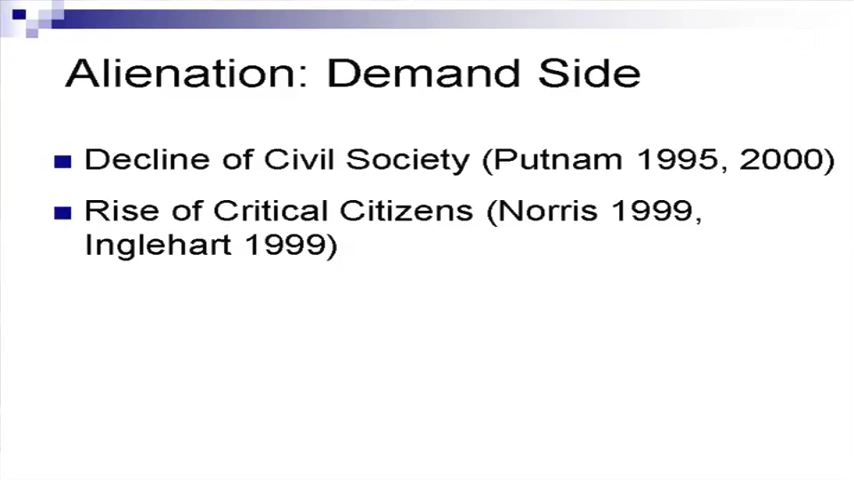 Alienation: Demand Side
Decline of Civil Society (Putnam 1995, 2000)
Rise of Critical Citizens (Norris 1999,
Inglehart 1999)